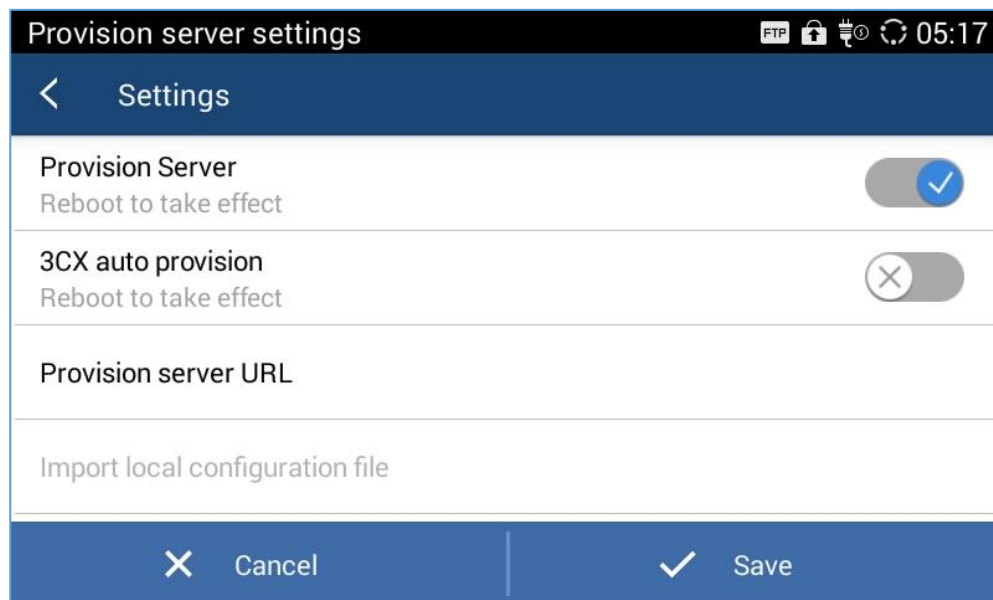 Provision server settings FTP 05:17
Settings
Provision Server
Reboot to take effect
3CX auto provision
Reboot to take effect
Provision server URL
Import local configuration file
Cancel Save